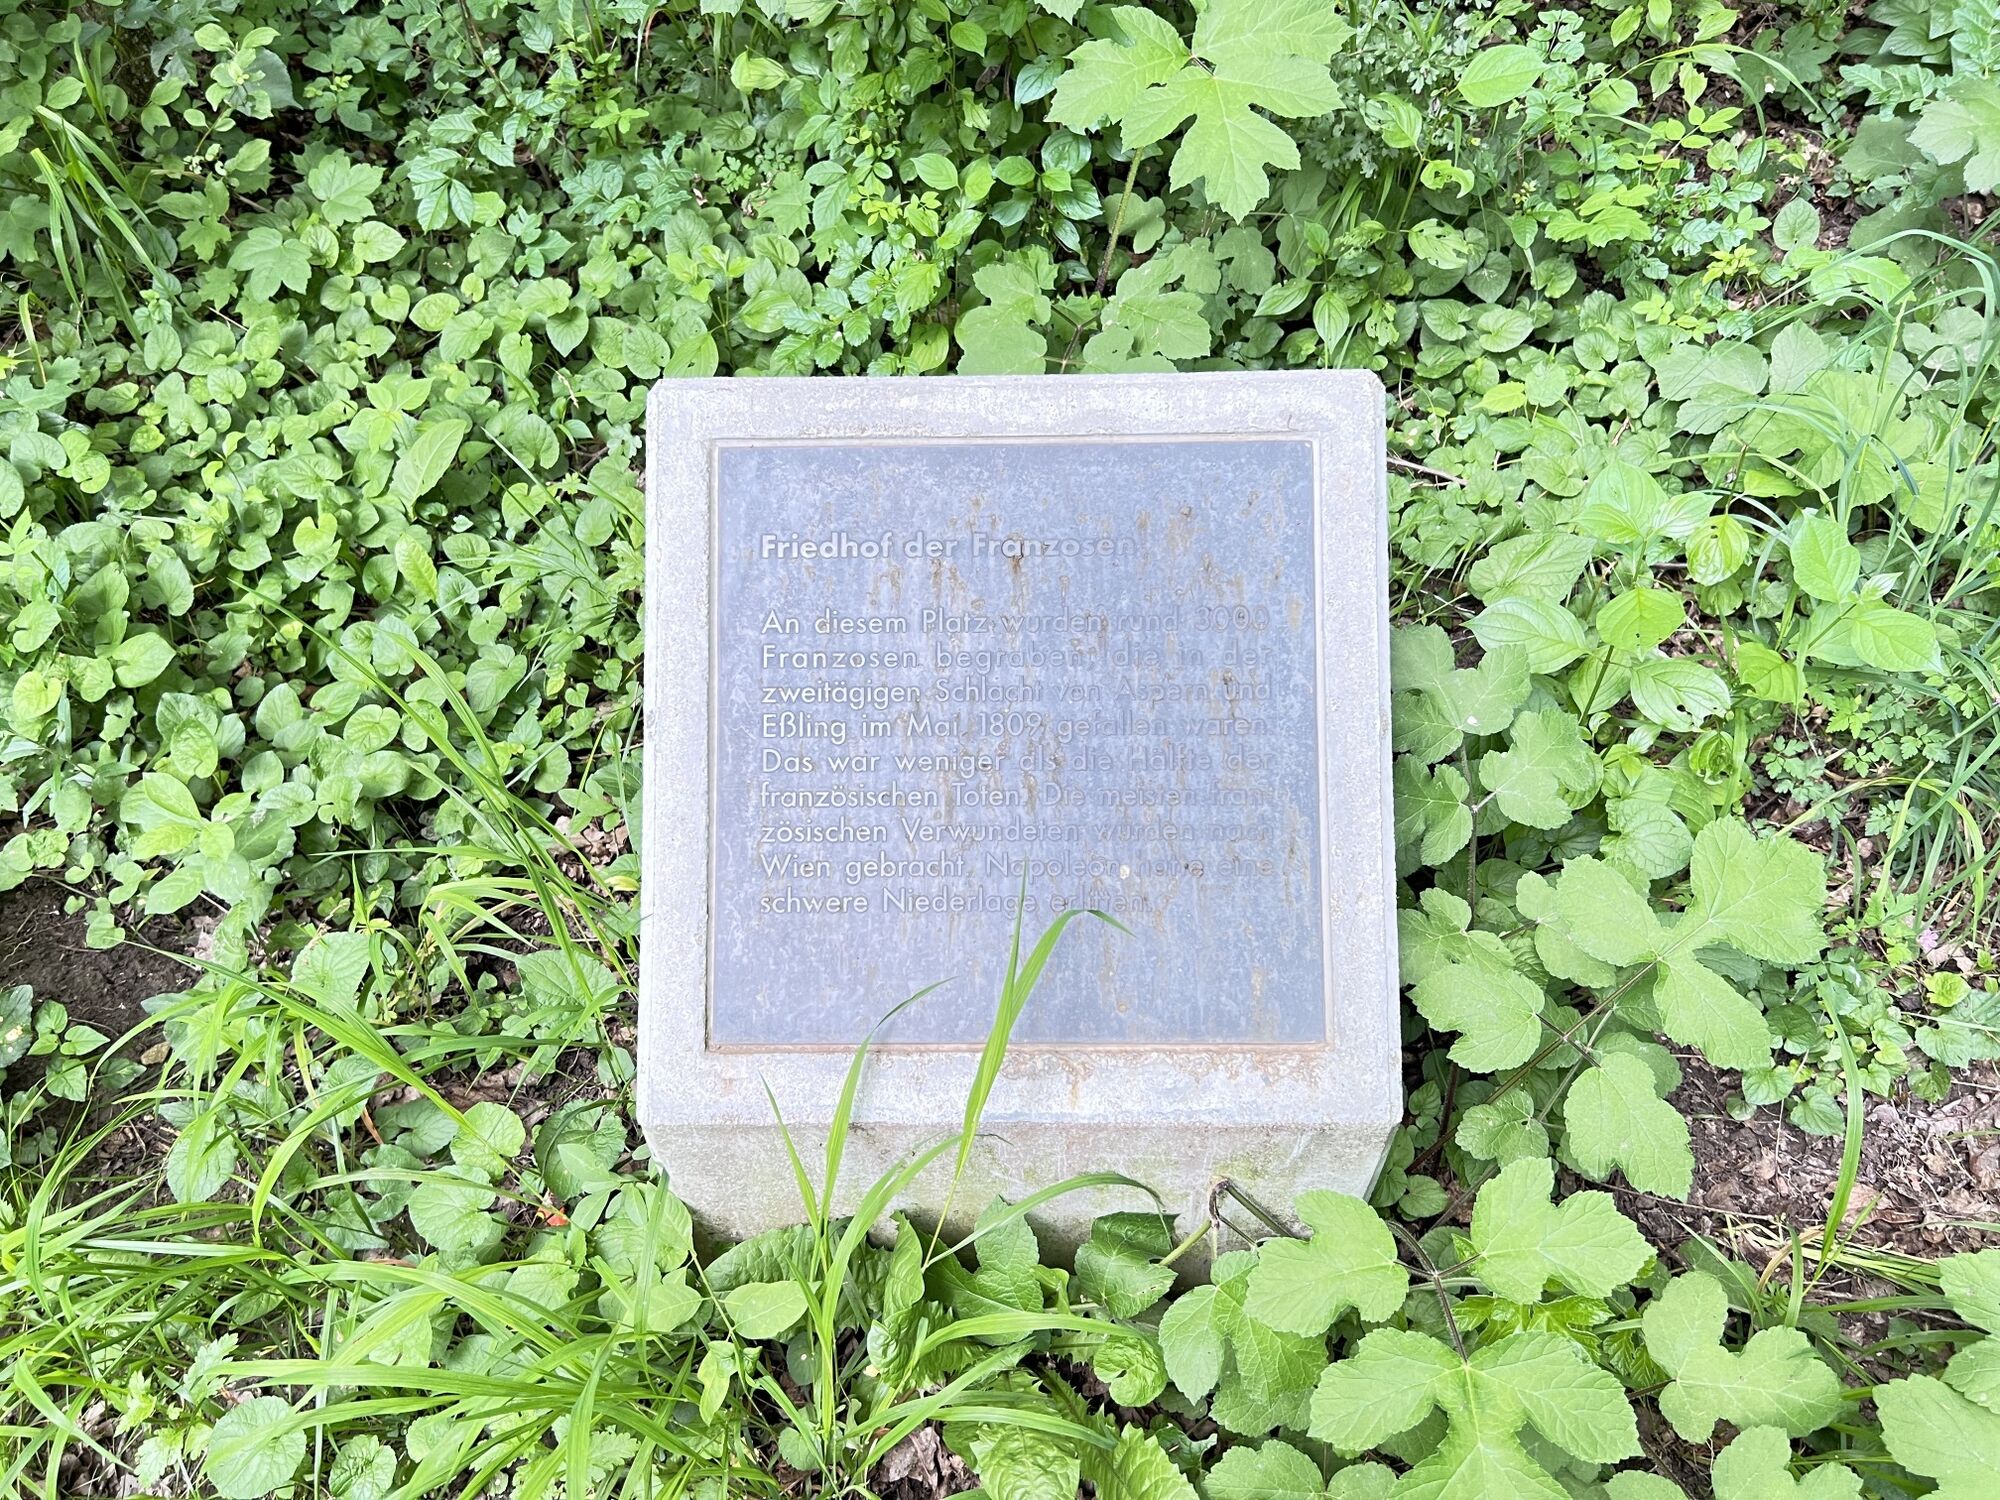 Friedhof der Franzosen
An diesem Platz wurden rund 3000
Franzosen begraben, die in der
zweitägigen Schlacht von Aspern und
Eßling im Mai 1809 gefallen waren.
Das war weniger als die Hälfte der
französischen Toten. Die meisten fran-
zösischen Verwundeten wurden nach
Wien gebracht. Napoleon hatte eine
schwere Niederlage erlitten.